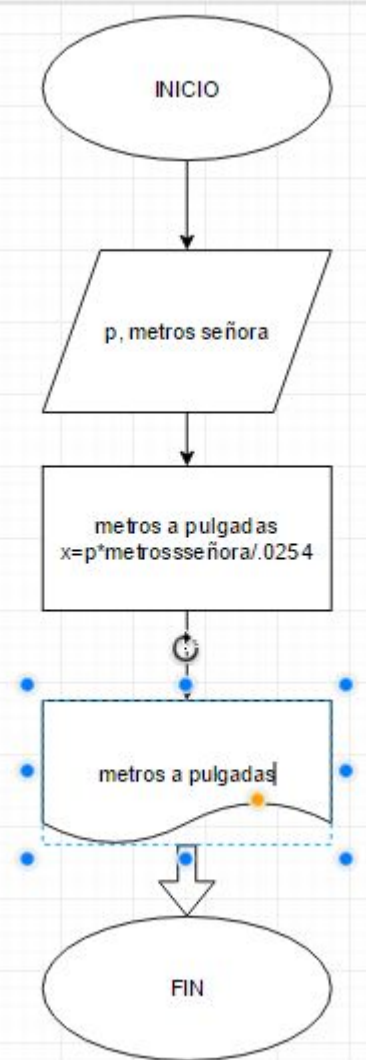 INICIO
p, metros señora
metros a pulgadas
x=p*metrossseñora/.0254
metros a pulgadas
FIN